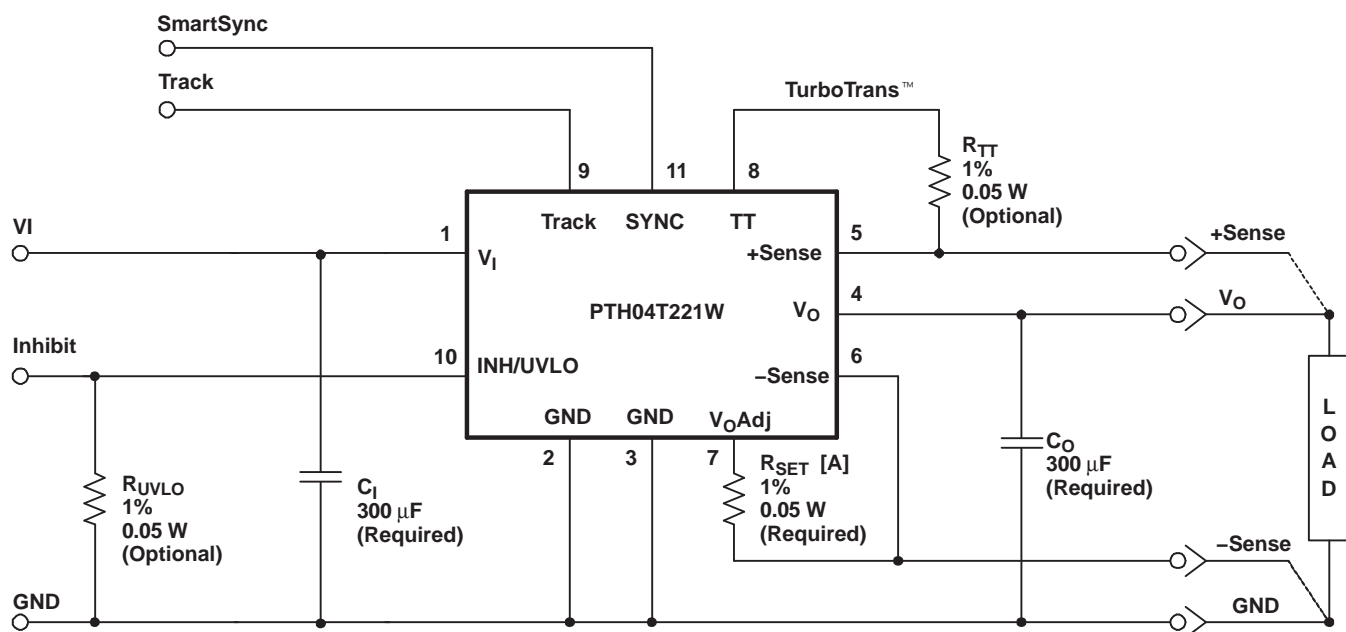 SmartSync
Track
TurboTrans™
R_TT
1%
0.05 W
(Optional)
9
11
8
VI
1
Track
SYNC
TT
5
+Sense
V_I
+Sense
4
V_O
PTH04T221W
V_O
Inhibit
10
6
INH/UVLO
−Sense
GND
GND
V_OAdj
2
3
7
R_UVLO
1%
0.05 W
(Optional)
C_I
300 μF
(Required)
R_SET [A]
1%
0.05 W
(Required)
C_O
300 μF
(Required)
L
O
A
D
−Sense
GND
GND